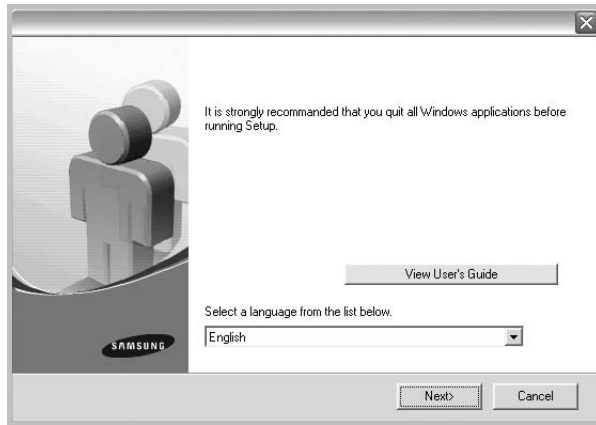 It is strongly recommanded that you quit all Windows applications before
running Setup.
View User's Guide
Select a language from the list below.
English
SAMSUNG
Next>
Cancel